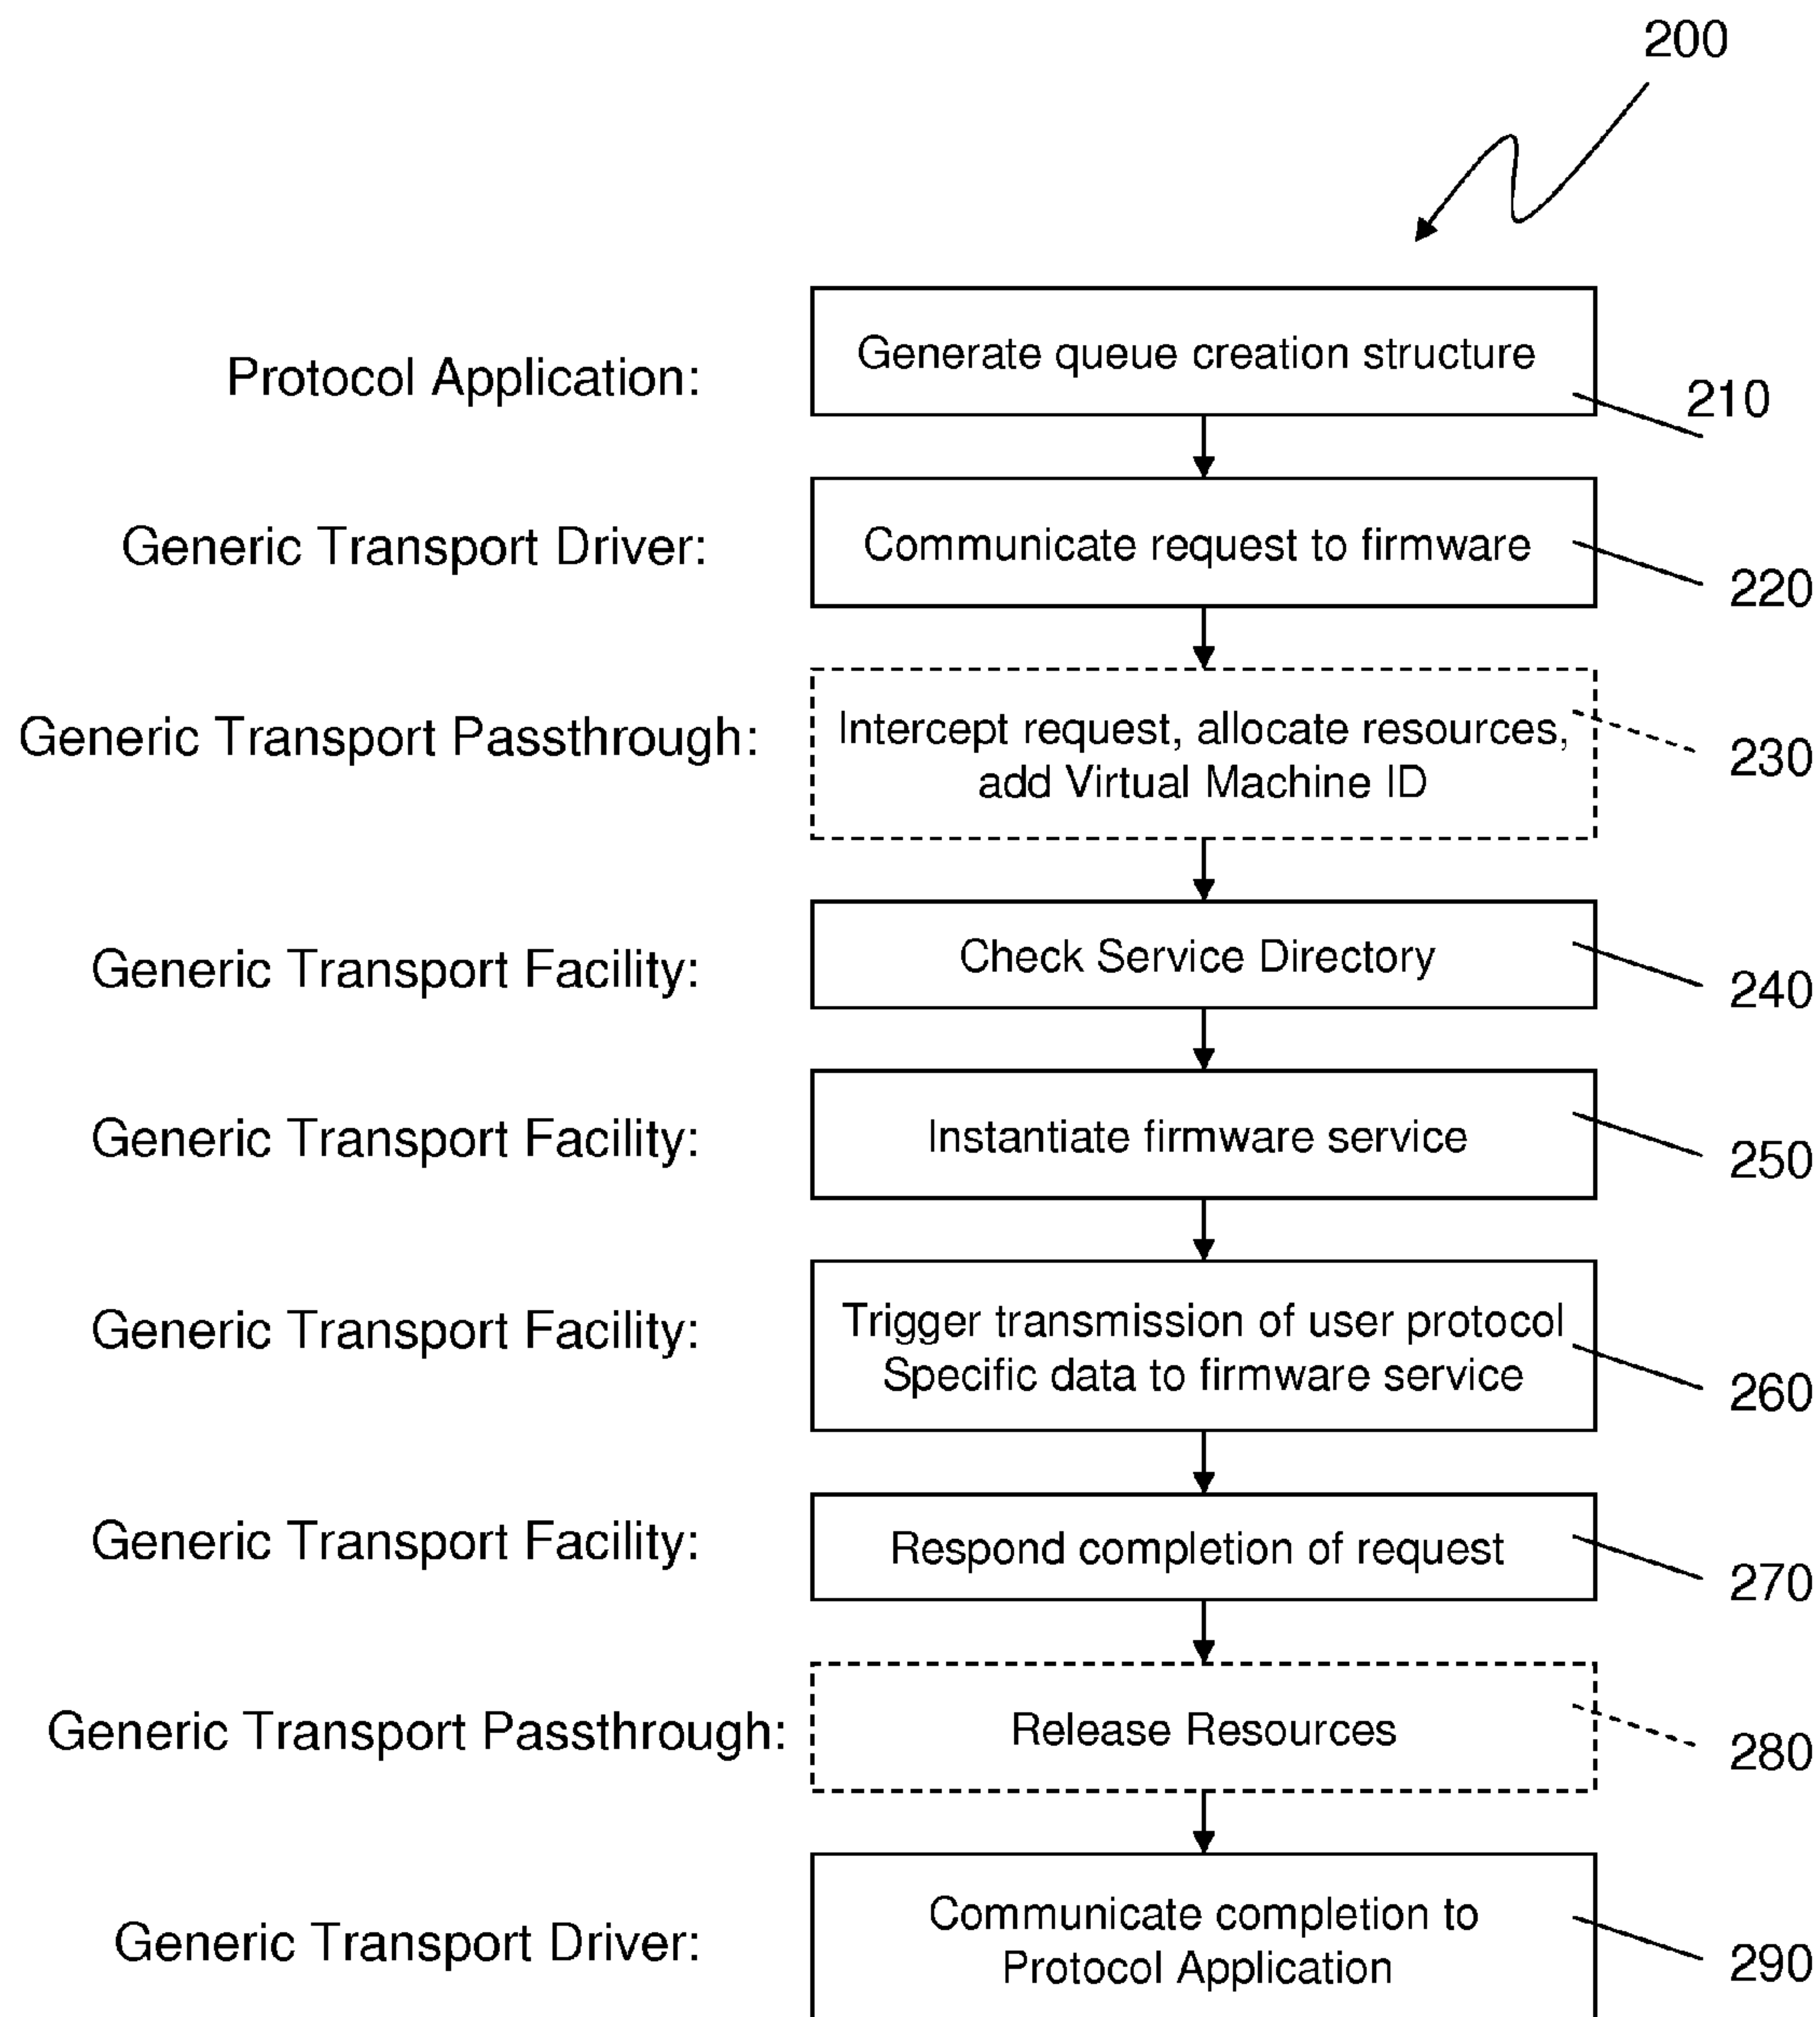 200
Protocol Application:
Generate queue creation structure
210
Generic Transport Driver:
Communicate request to firmware
220
Generic Transport Passthrough:
Intercept request, allocate resources,
add Virtual Machine ID
230
Generic Transport Facility:
Check Service Directory
240
Generic Transport Facility:
Instantiate firmware service
250
Generic Transport Facility:
Trigger transmission of user protocol
Specific data to firmware service
260
Generic Transport Facility:
Respond completion of request
270
Generic Transport Passthrough:
Release Resources
280
Generic Transport Driver:
Communicate completion to
Protocol Application
290